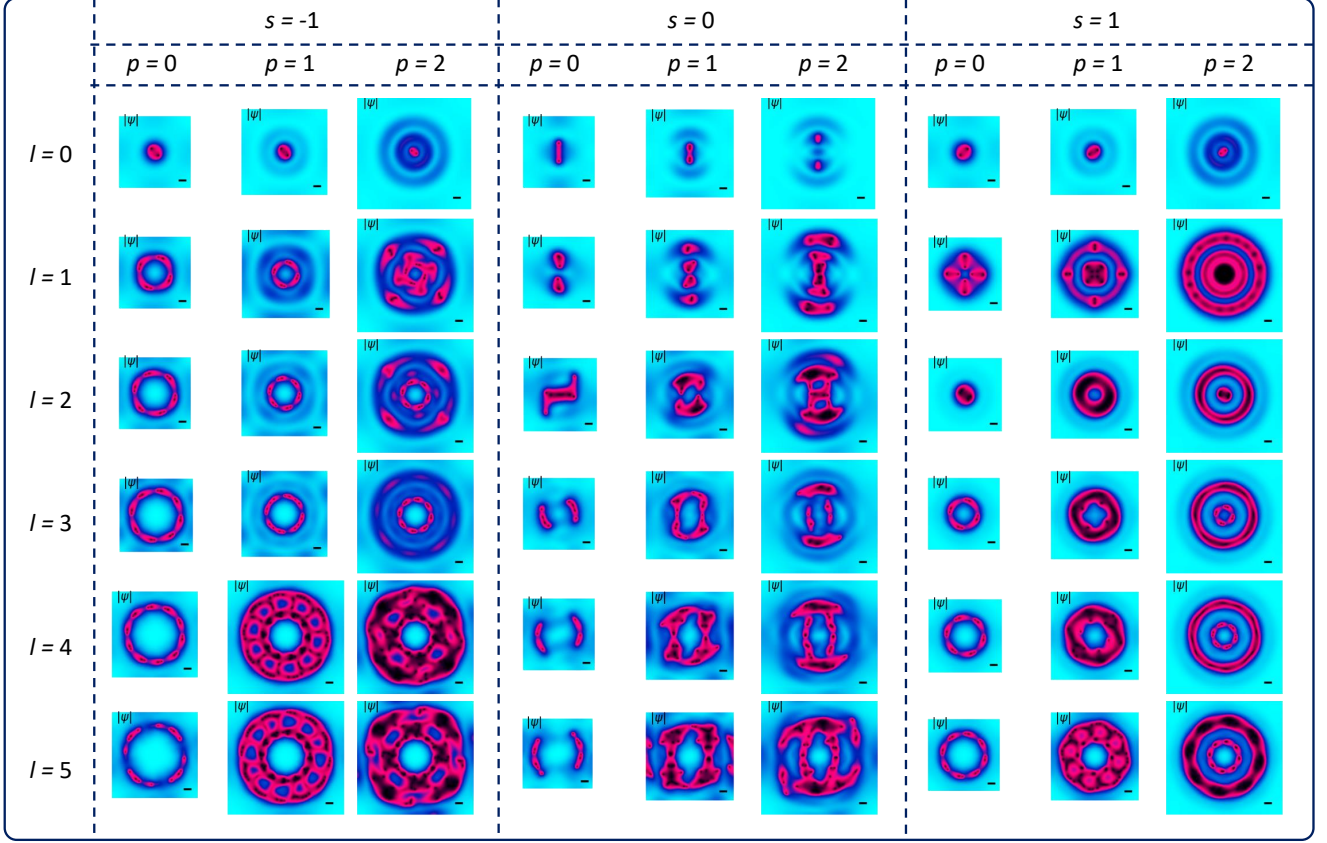 s = -1 s = 0 s = 1
p = 0 p = 1 p = 2 p = 0 p = 1 p = 2 p = 0 p = 1 p = 2
|ψ| |ψ| |ψ| |ψ| |ψ| |ψ| |ψ| |ψ| |ψ|
l = 0
|ψ| |ψ| |ψ| |ψ| |ψ| |ψ| |ψ| |ψ| |ψ|
l = 1
|ψ| |ψ| |ψ| |ψ| |ψ| |ψ| |ψ| |ψ| |ψ|
l = 2
|ψ| |ψ| |ψ| |ψ| |ψ| |ψ| |ψ| |ψ| |ψ|
l = 3
|ψ| |ψ| |ψ| |ψ| |ψ| |ψ| |ψ| |ψ| |ψ|
l = 4
|ψ| |ψ| |ψ| |ψ| |ψ| |ψ| |ψ| |ψ| |ψ|
l = 5